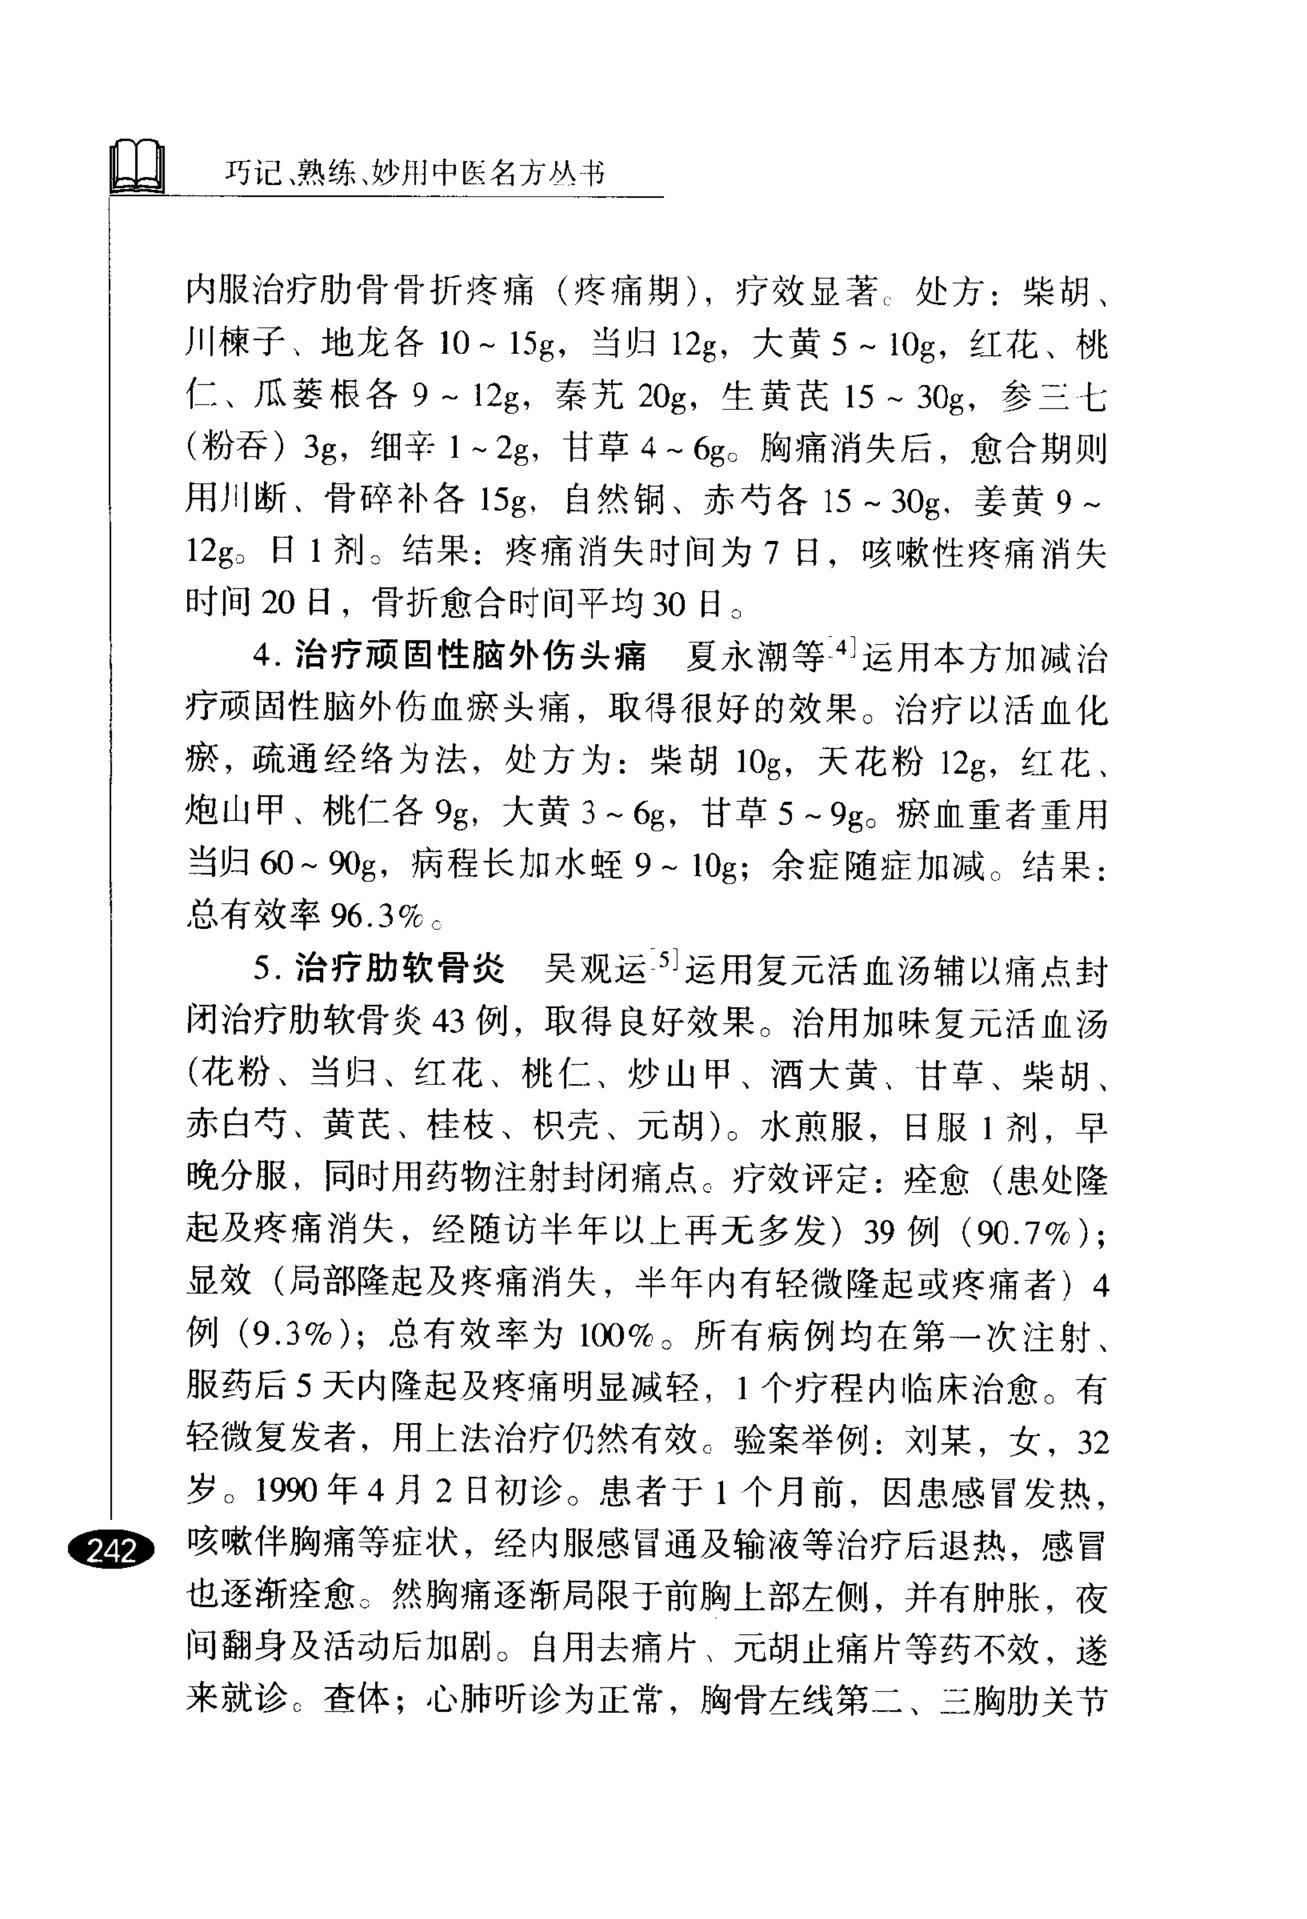 巧记、熟练、妙用中医名方丛书
内服治疗肋骨骨折疼痛（疼痛期），疗效显著。处方：柴胡、
川楝子、地龙各 10～15g，当归 12g，大黄 5～10g，红花、桃
仁、瓜蒌根各 9～12g，秦艽 20g，生黄芪 15～30g，参三七
（粉吞）3g，细辛 1～2g，甘草 4～6g。胸痛消失后，愈合期则
用川断、骨碎补各 15g，自然铜、赤芍各 15～30g，姜黄 9～
12g。日 1 剂。结果：疼痛消失时间为 7 日，咳嗽性疼痛消失
时间 20 日，骨折愈合时间平均 30 日。
4. 治疗顽固性脑外伤头痛　夏永潮等[4]运用本方加减治
疗顽固性脑外伤血瘀头痛，取得很好的效果。治疗以活血化
瘀，疏通经络为法，处方为：柴胡 10g，天花粉 12g，红花、
炮山甲、桃仁各 9g，大黄 3～6g，甘草 5～9g。瘀血重者重用
当归 60～90g，病程长加水蛭 9～10g；余症随症加减。结果：
总有效率 96.3%。
5. 治疗肋软骨炎　吴观运[5]运用复元活血汤辅以痛点封
闭治疗肋软骨炎 43 例，取得良好效果。治用加味复元活血汤
（花粉、当归、红花、桃仁、炒山甲、酒大黄、甘草、柴胡、
赤白芍、黄芪、桂枝、枳壳、元胡）。水煎服，日服 1 剂，早
晚分服，同时用药物注射封闭痛点。疗效评定：痊愈（患处隆
起及疼痛消失，经随访半年以上再无多发）39 例（90.7%）；
显效（局部隆起及疼痛消失，半年内有轻微隆起或疼痛者）4
例（9.3%）；总有效率为 100%。所有病例均在第一次注射、
服药后 5 天内隆起及疼痛明显减轻，1 个疗程内临床治愈。有
轻微复发者，用上法治疗仍然有效。验案举例：刘某，女，32
岁。1990 年 4 月 2 日初诊。患者于 1 个月前，因患感冒发热，
咳嗽伴胸痛等症状，经内服感冒通及输液等治疗后退热，感冒
也逐渐痊愈。然胸痛逐渐局限于前胸上部左侧，并有肿胀，夜
间翻身及活动后加剧。自用去痛片、元胡止痛片等药不效，遂
来就诊。查体；心肺听诊为正常，胸骨左线第二、三胸肋关节
242